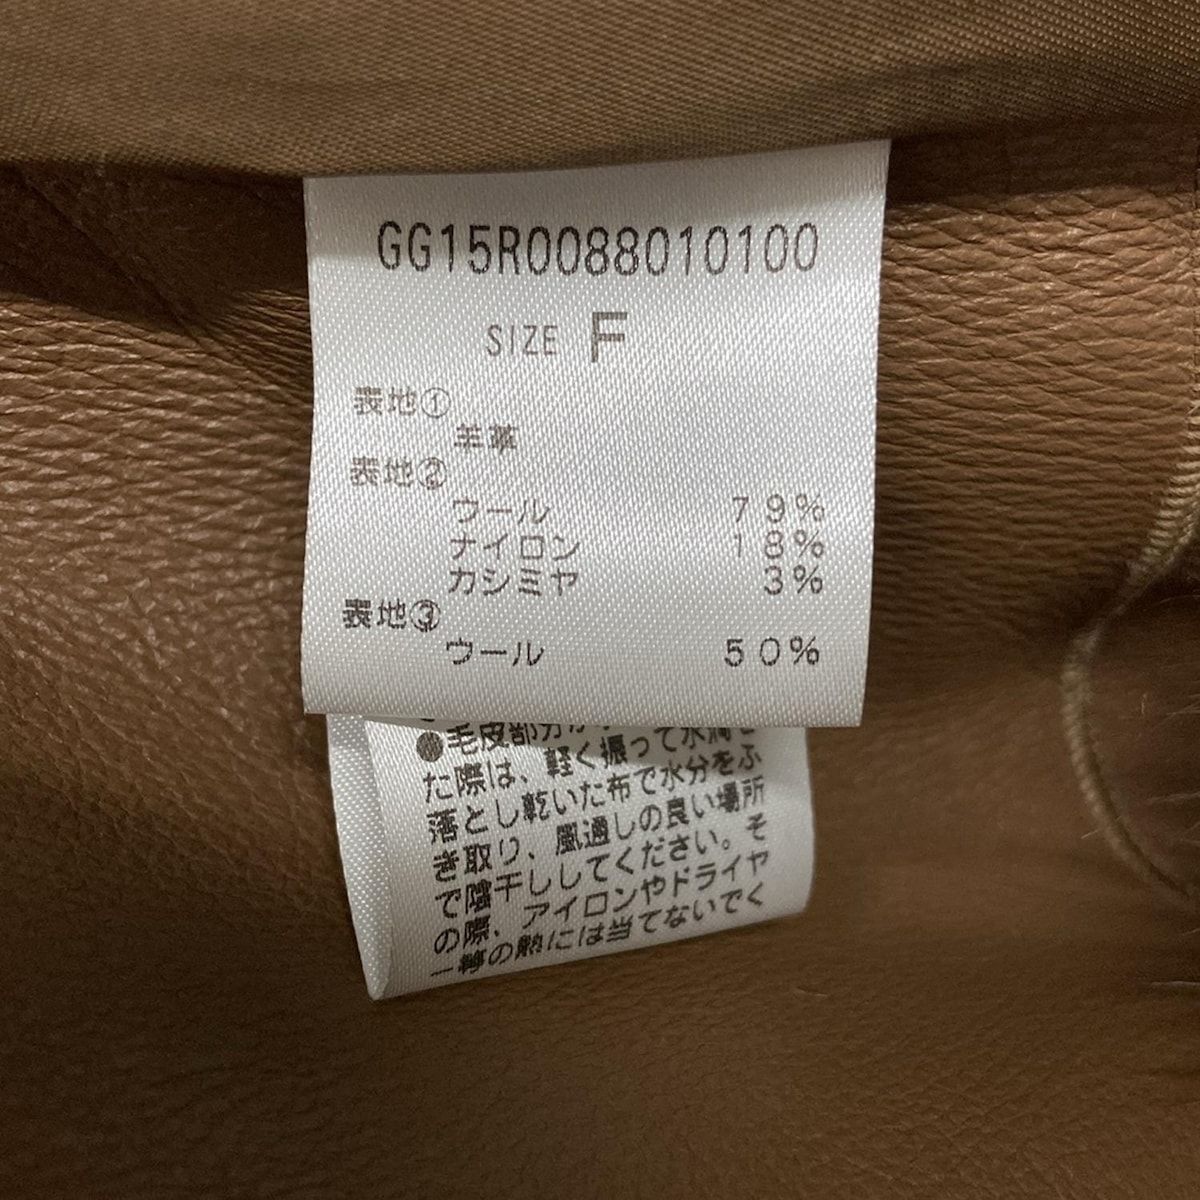 GG15R0088010100
SIZE F
表地①
羊革
表地②
ウール 79%
ナイロン 18%
カシミヤ 3%
表地③
ウール 50%
●毛皮部分が
た際は、軽く振って水滴を
落とし乾いた布で水分をふ
き取り、風通しの良い場所
で陰干ししてください。そ
の際、アイロンやドライヤ
ー等の熱には当てないでく